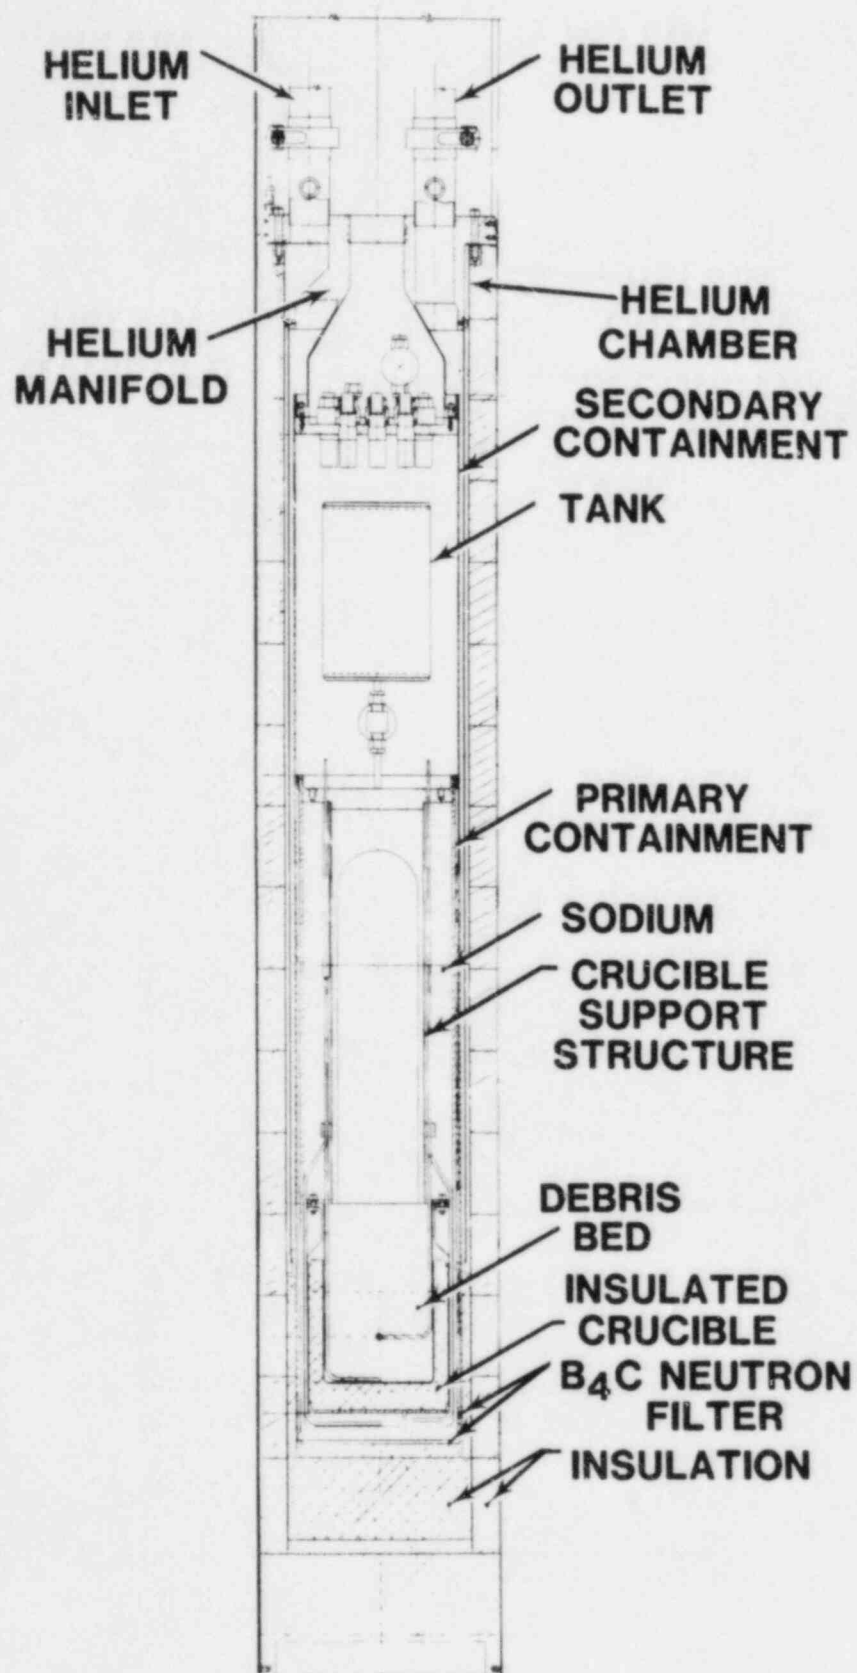 HELIUM
INLET
HELIUM
OUTLET
HELIUM
CHAMBER
HELIUM
MANIFOLD
SECONDARY
CONTAINMENT
TANK
PRIMARY
CONTAINMENT
SODIUM
CRUCIBLE
SUPPORT
STRUCTURE
DEBRIS
BED
INSULATED
CRUCIBLE
B4C NEUTRON
FILTER
INSULATION